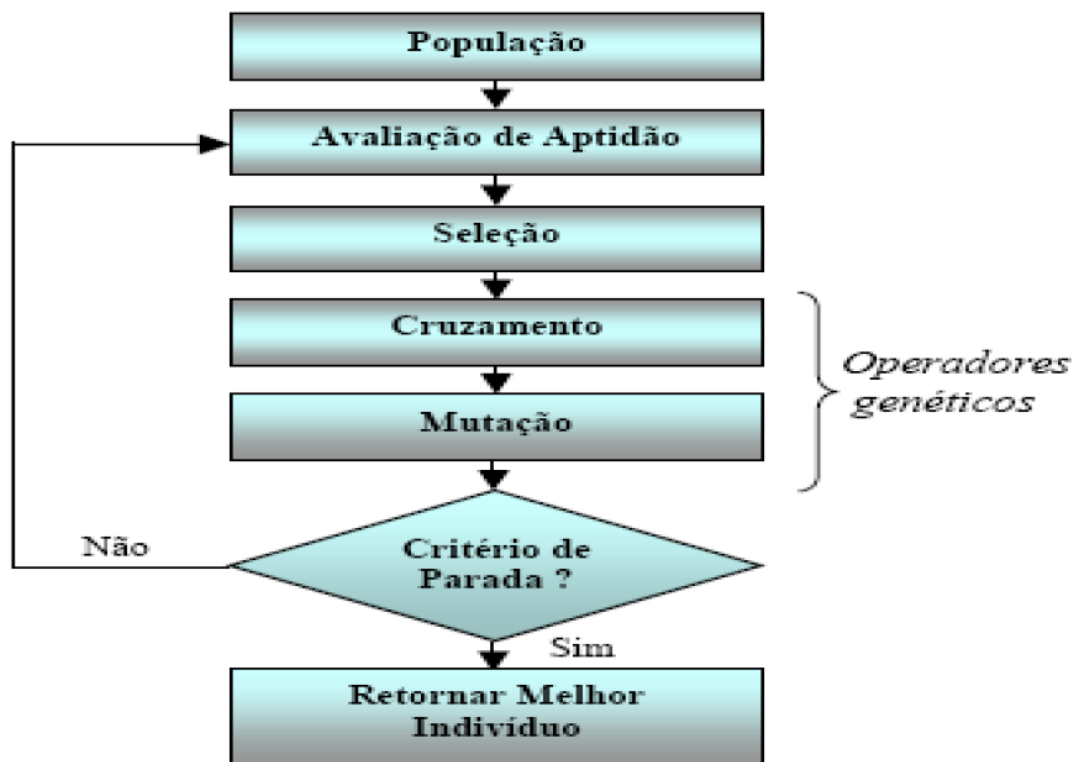 População
Avaliação de Aptidão
Seleção
Cruzamento
Mutação
Operadores
genéticos
Critério de
Parada ?
Não
Sim
Retornar Melhor
Indivíduo